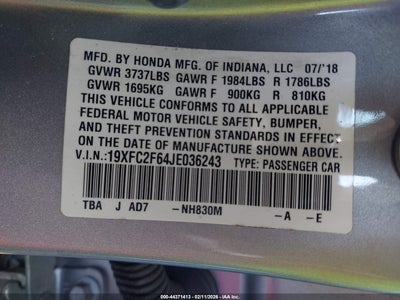 MFD. BY HONDA MFG. OF INDIANA, LLC 07/'18
GVWR 3737LBS GAWR F 1984LBS R 1786LBS
GVWR 1695KG GAWR F 900KG R 810KG
THIS VEHICLE CONFORMS TO ALL APPLICABLE
FEDERAL MOTOR VEHICLE SAFETY, BUMPER,
AND THEFT PREVENTION STANDARDS IN EFFECT
ON THE DATE OF MANUFACTURE SHOWN ABOVE.
V.I.N.:19XFC2F64JE036243 TYPE: PASSENGER CAR
TBA J AD7 -NH830M -A -E
© 44371413 - 02/11/2026 - IAA Inc.